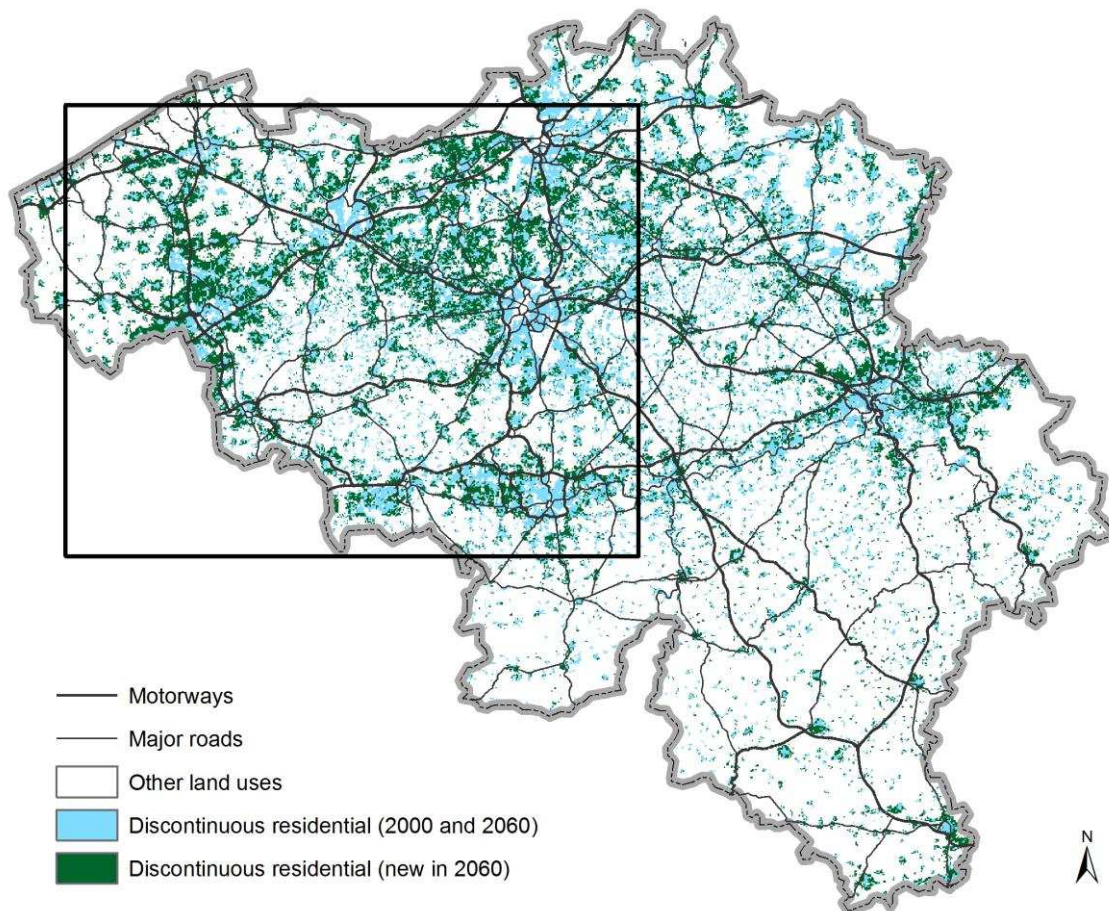 Motorways
Major roads
Other land uses
Discontinuous residential (2000 and 2060)
Discontinuous residential (new in 2060)
N